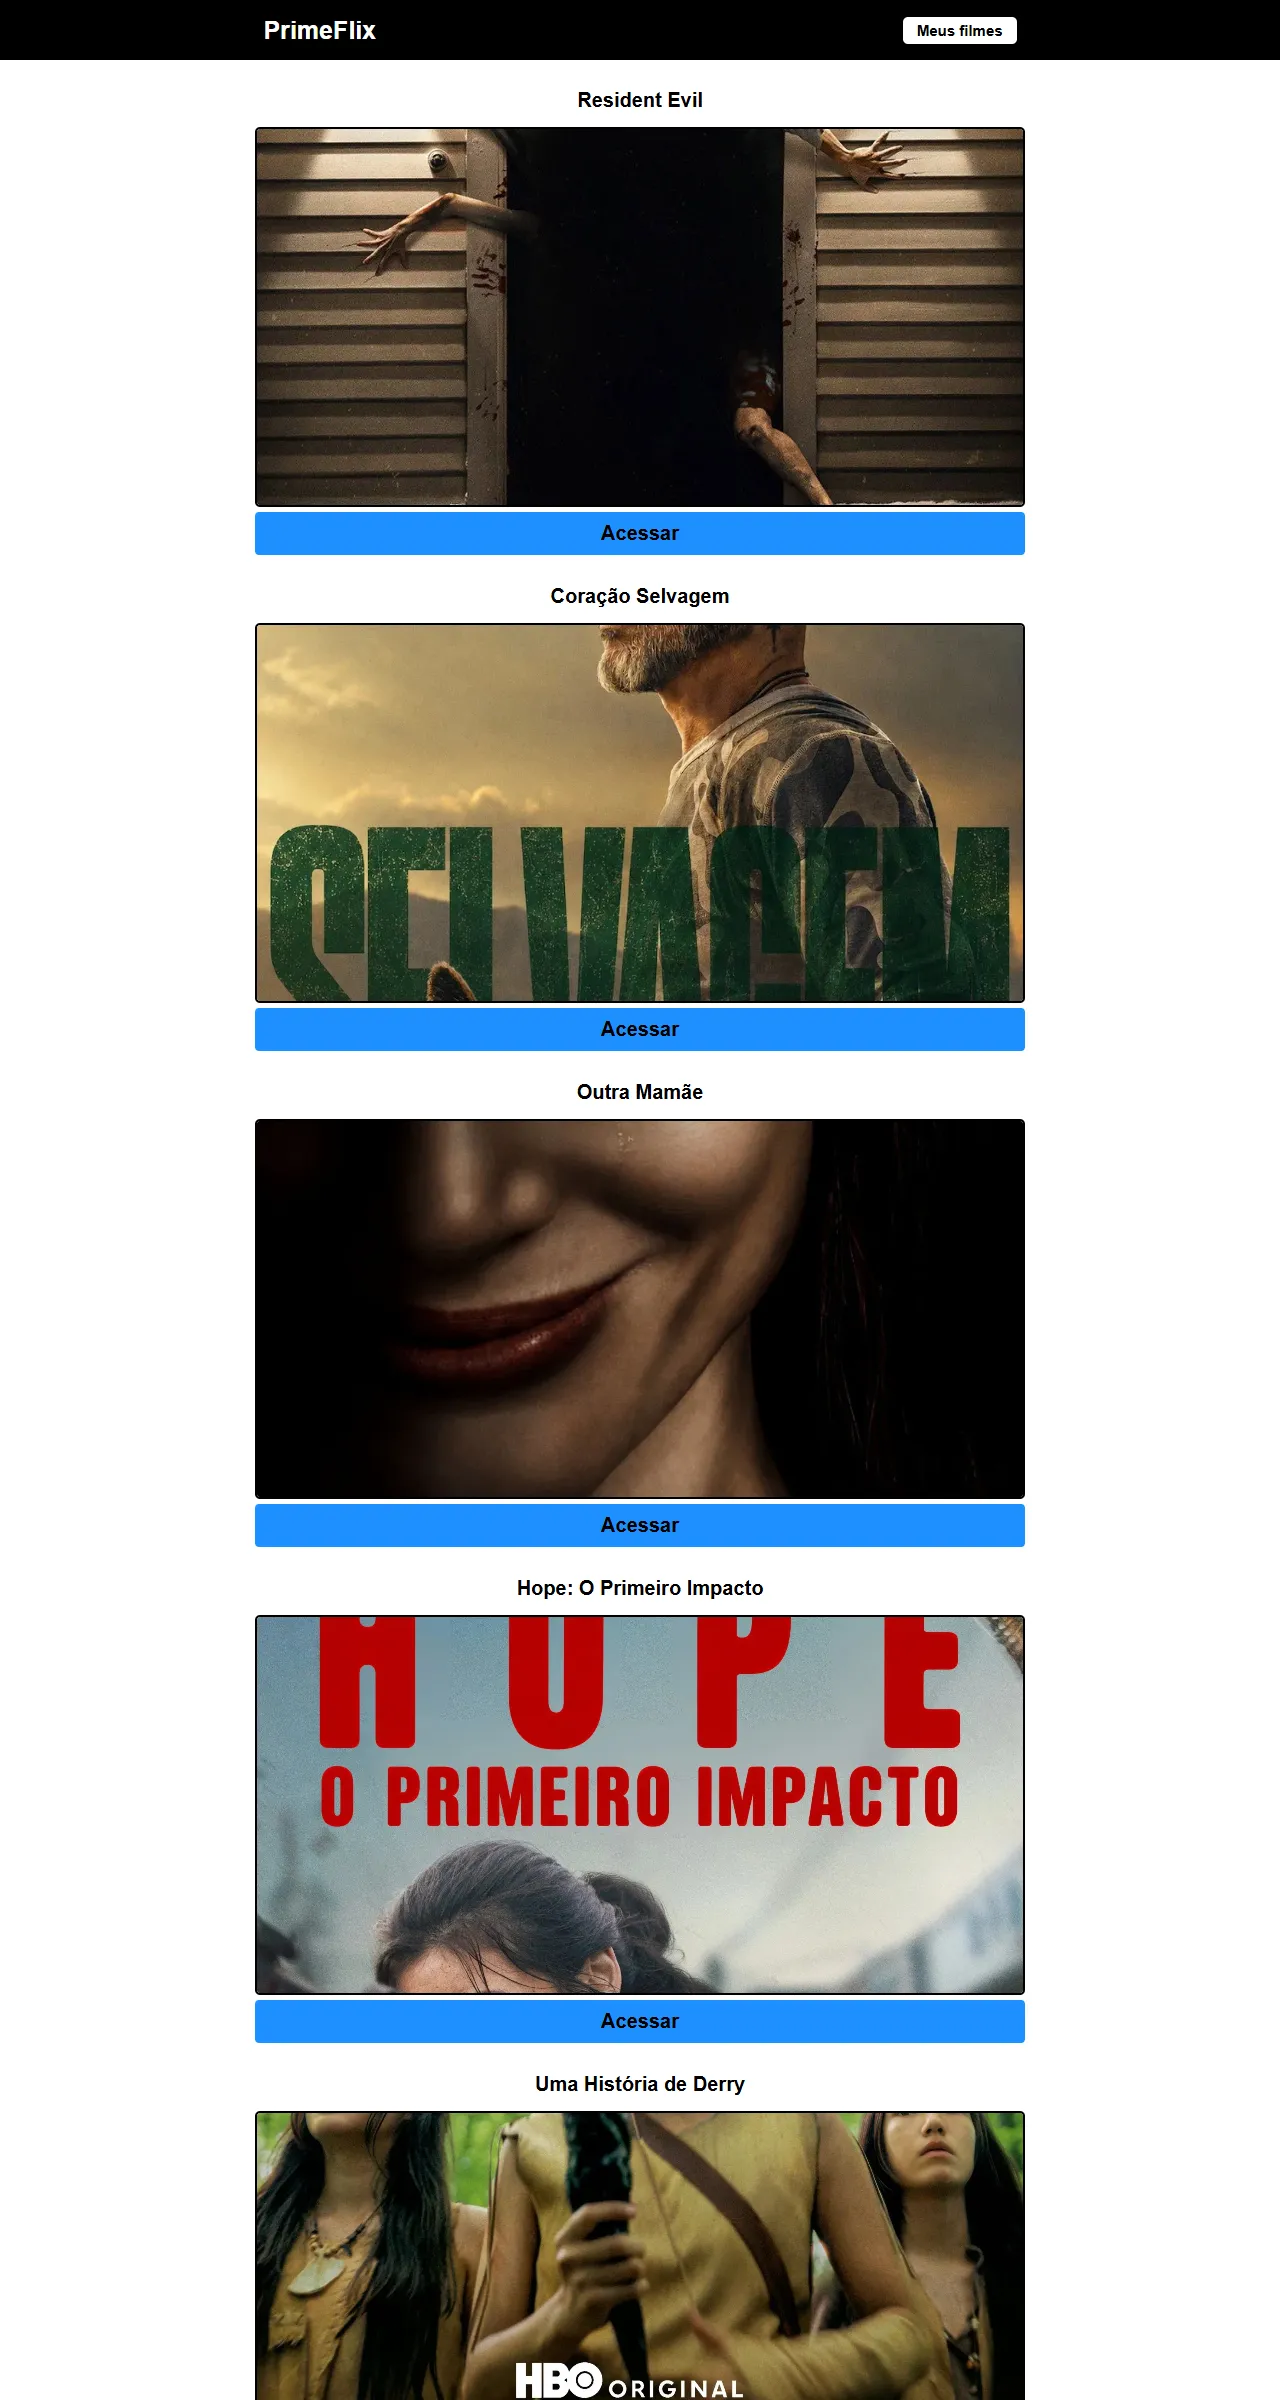 PrimeFlix
Meus filmes
Resident Evil
Acessar
Coração Selvagem
SELVAGEM
Acessar
Outra Mamãe
Acessar
Hope: O Primeiro Impacto
HOPE
O PRIMEIRO IMPACTO
Acessar
Uma História de Derry
HBO ORIGINAL